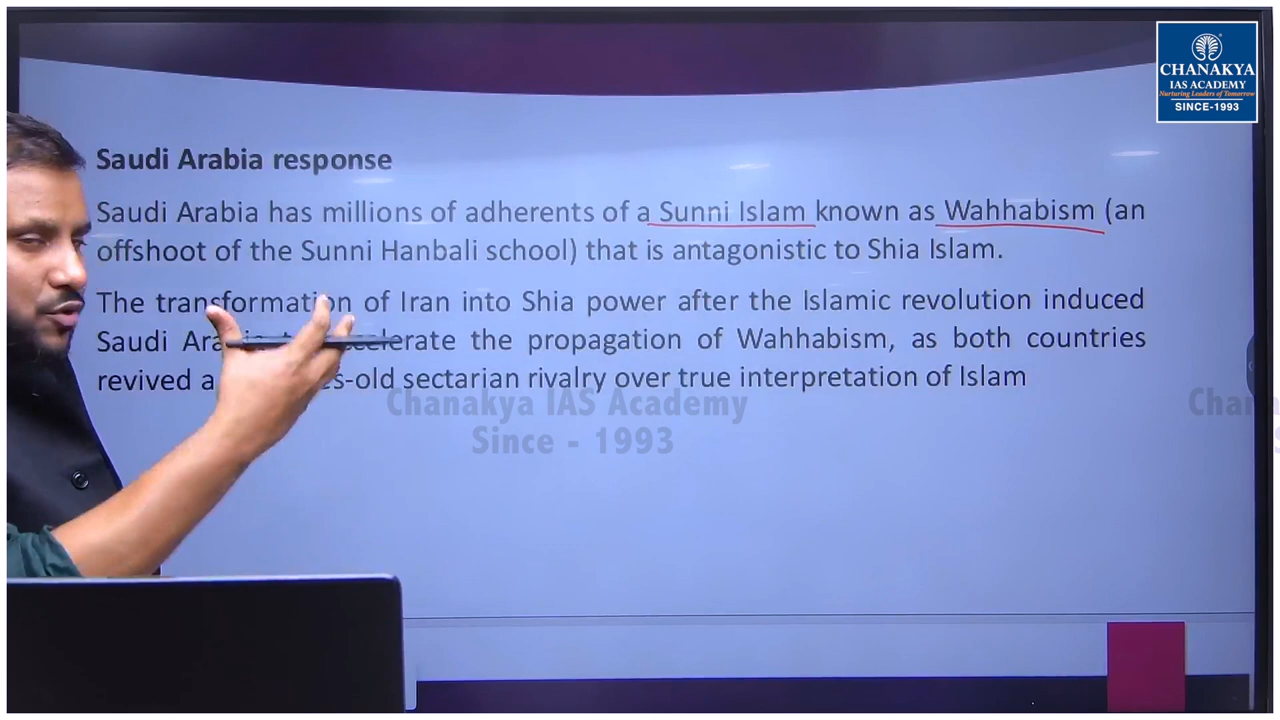 CHANAKYA
IAS ACADEMY
Nurturing Leaders of Tomorrow
SINCE-1993
Saudi Arabia response
Saudi Arabia has millions of adherents of a Sunni Islam known as Wahhabism (an
offshoot of the Sunni Hanbali school) that is antagonistic to Shia Islam.
The transformation of Iran into Shia power after the Islamic revolution induced
Saudi the propagation of Wahhabism, as both countries
revived sectarian rivalry over true interpretation of Islam
Chanakya IAS Academy
Since - 1993